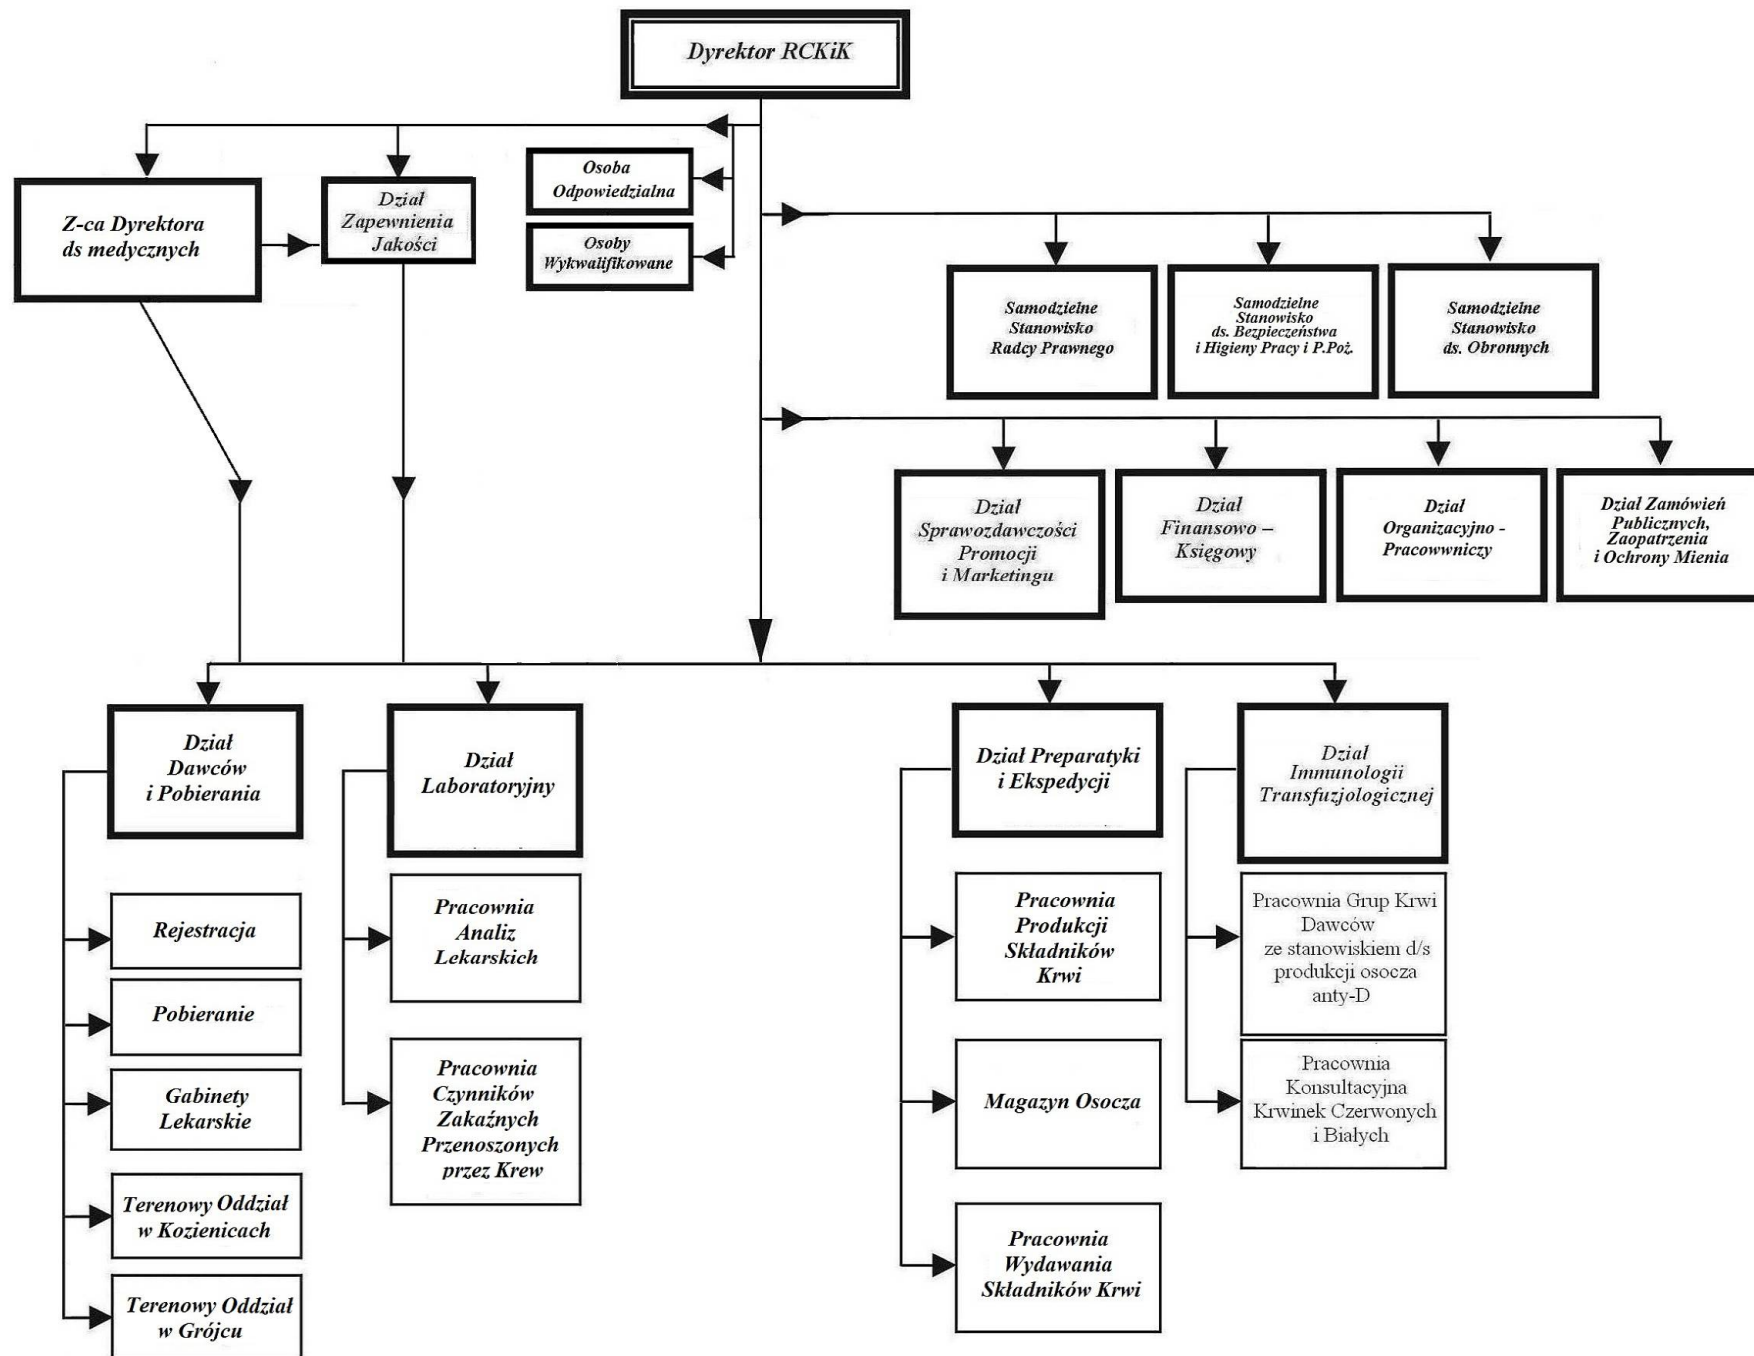 Dyrektor RCKiK
Z-ca Dyrektora
ds medycznych
Dział
Zapewnienia
Jakości
Osoba
Odpowiedzialna
Osoby
Wykwalifikowane
Samodzielne
Stanowisko
Radcy Prawnego
Samodzielne
Stanowisko
ds. Bezpieczeństwa
i Higieny Pracy i P.Poż.
Samodzielne
Stanowisko
ds. Obronnych
Dział
Sprawozdawczości
Promocji
i Marketingu
Dział
Finansowo –
Księgowy
Dział
Organizacyjno -
Pracowwniczy
Dział Zamówień
Publicznych,
Zaopatrzenia
i Ochrony Mienia
Dział
Dawców
i Pobierania
Rejestracja
Pobieranie
Gabinety
Lekarskie
Terenowy Oddział
w Kozienicach
Terenowy Oddział
w Grójcu
Dział
Laboratoryjny
Pracownia
Analiz
Lekarskich
Pracownia
Czynników
Zakaźnych
Przenoszonych
przez Krew
Dział Preparatyki
i Ekspedycji
Pracownia
Produkcji
Składników
Krwi
Magazyn Osocza
Pracownia
Wydawania
Składników Krwi
Dział
Immunologii
Transfuzjologicznej
Pracownia Grup Krwi
Dawców
ze stanowiskiem d/s
produkcji osocza
anty-D
Pracownia
Konsultacyjna
Krwinek Czerwonych
i Białych